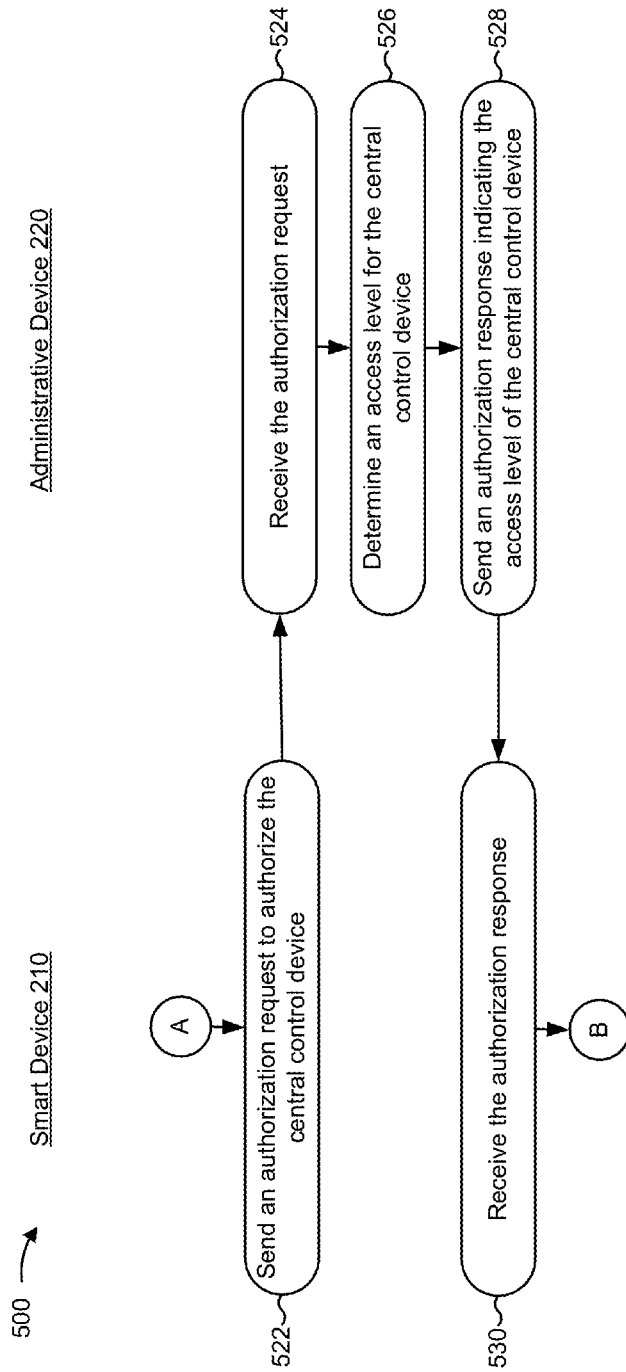 500
Smart Device 210
Administrative Device 220
A
522
Send an authorization request to authorize the
central control device
Receive the authorization request
524
Determine an access level for the central
control device
526
Send an authorization response indicating the
access level of the central control device
528
530
Receive the authorization response
B